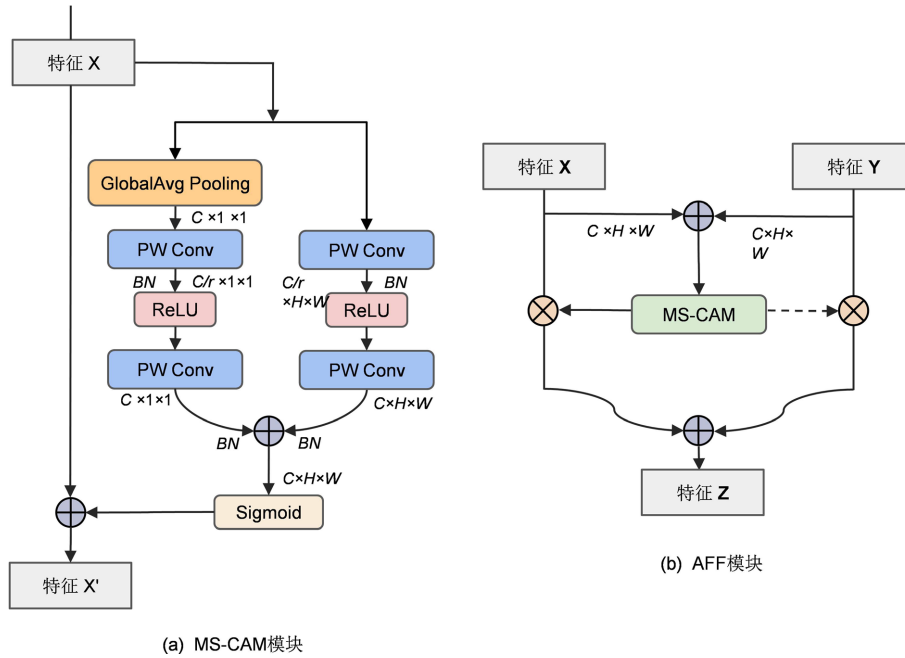 特征 X
GlobalAvg Pooling
C ×1 ×1
PW Conv
BN
C/r ×1×1
ReLU
PW Conv
C ×1×1
PW Conv
C/r
×H×W
BN
ReLU
PW Conv
C×H×W
BN
BN
C×H×W
Sigmoid
特征 X'
(a) MS-CAM模块
特征 X
特征 Y
C ×H ×W
C×H×
W
MS-CAM
特征 Z
(b) AFF模块